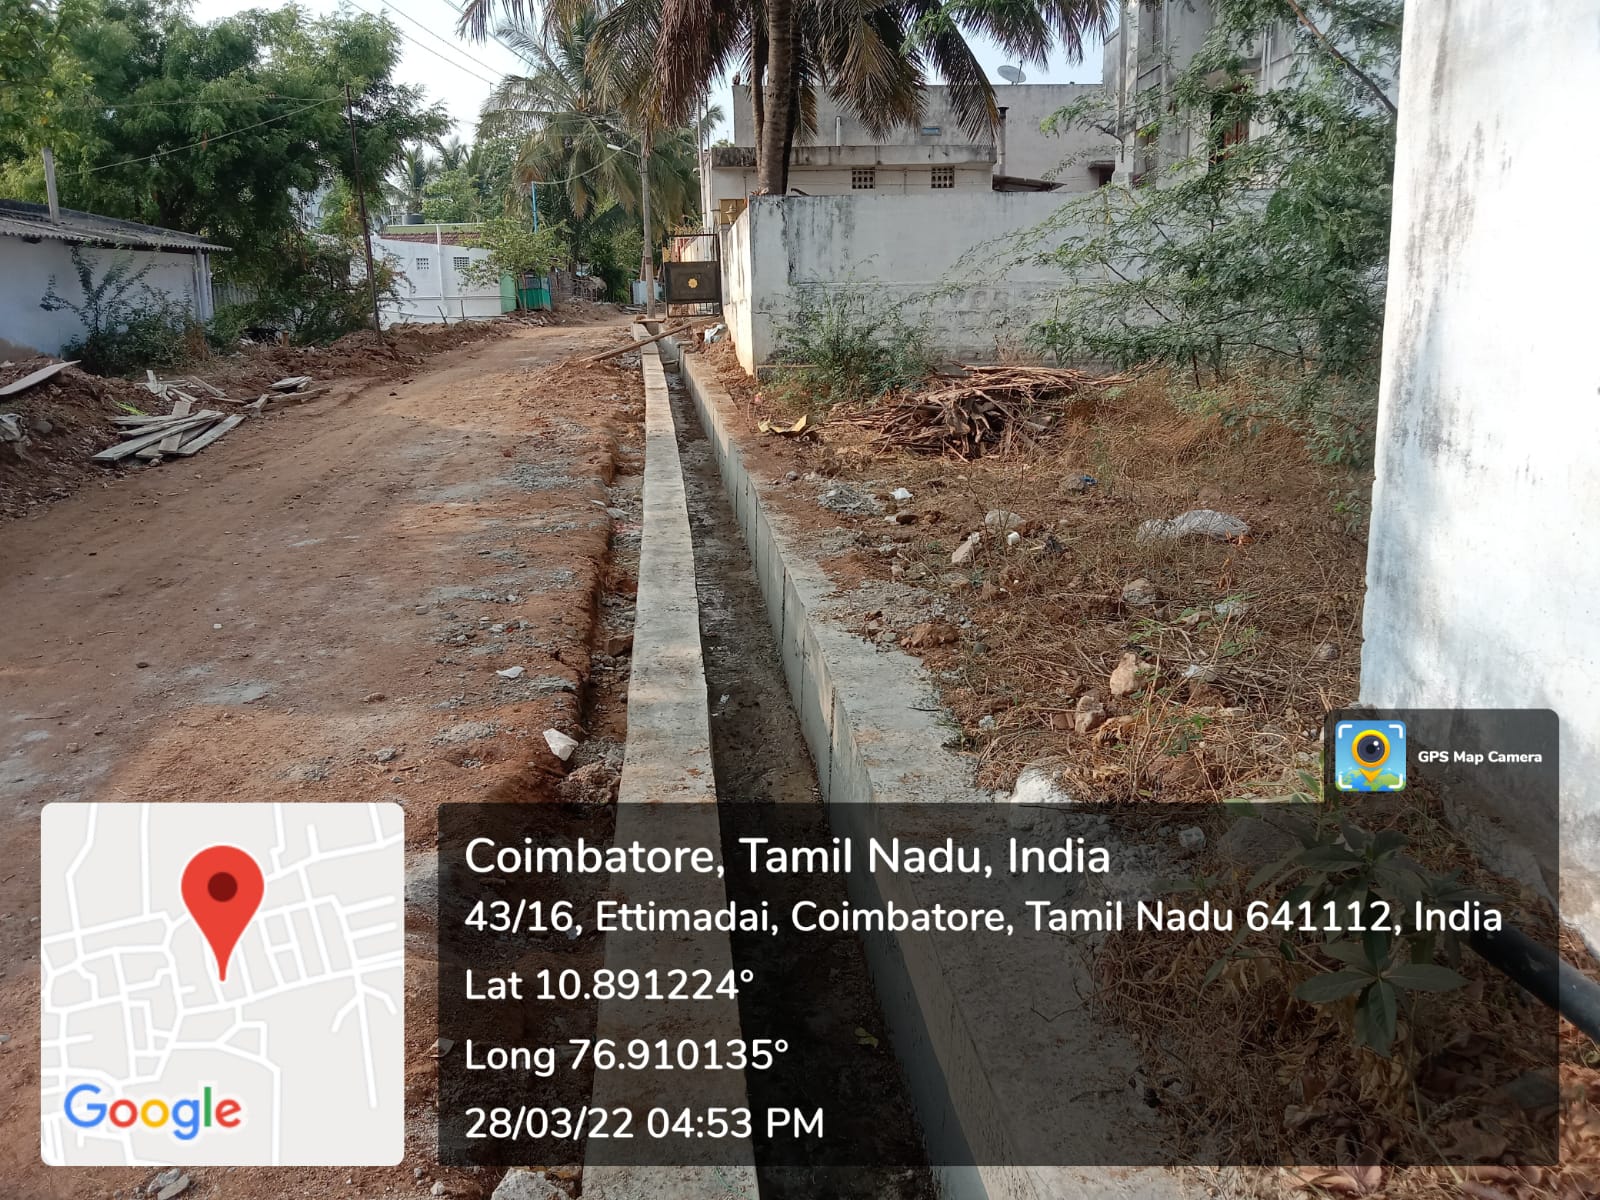 GPS Map Camera
Coimbatore, Tamil Nadu, India
43/16, Ettimadai, Coimbatore, Tamil Nadu 641112, India
Lat 10.891224°
Long 76.910135°
28/03/22 04:53 PM
Google